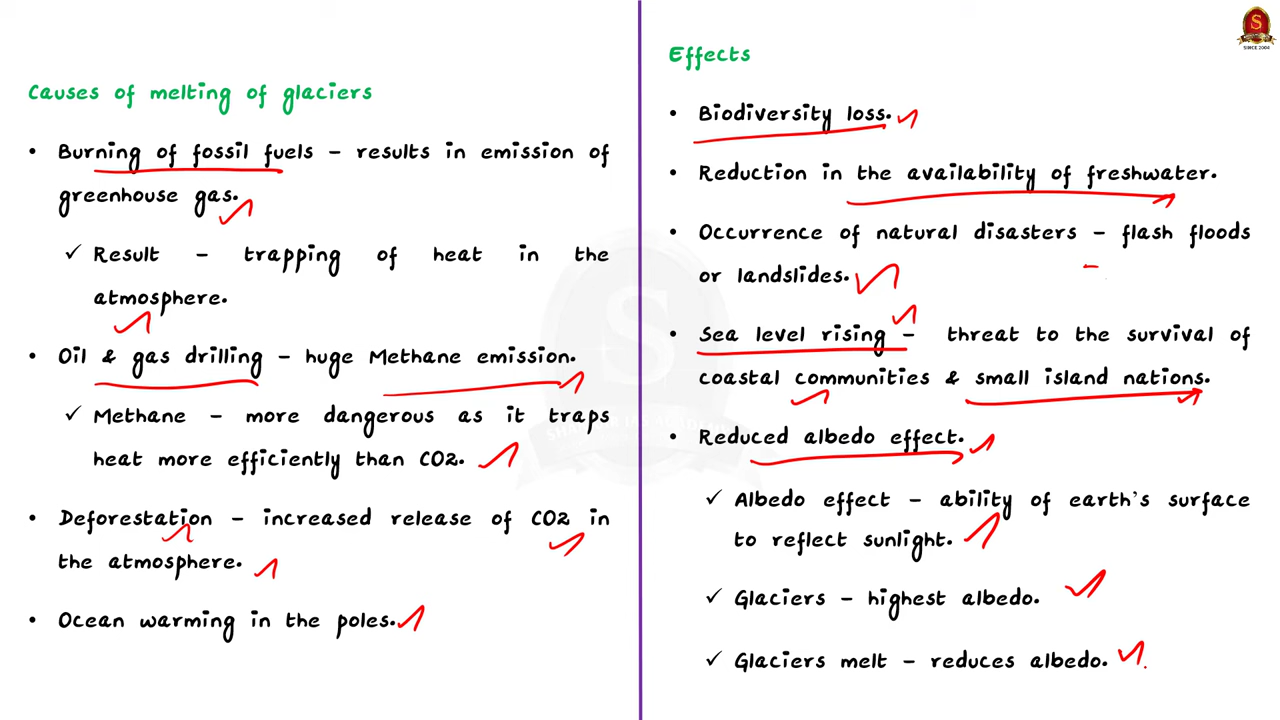 Causes of melting of glaciers
• Burning of fossil fuels – results in emission of
greenhouse gas.
✓ Result – trapping of heat in the
atmosphere.
• Oil & gas drilling – huge Methane emission.
✓ Methane – more dangerous as it traps
heat more efficiently than CO2.
• Deforestation – increased release of CO2 in
the atmosphere.
• Ocean warming in the poles.
Effects
• Biodiversity loss.
• Reduction in the availability of freshwater.
• Occurrence of natural disasters – flash floods
or landslides.
• Sea level rising – threat to the survival of
coastal communities & small island nations.
• Reduced albedo effect.
✓ Albedo effect – ability of earth's surface
to reflect sunlight.
✓ Glaciers – highest albedo.
✓ Glaciers melt – reduces albedo.
S
SINCE 2004